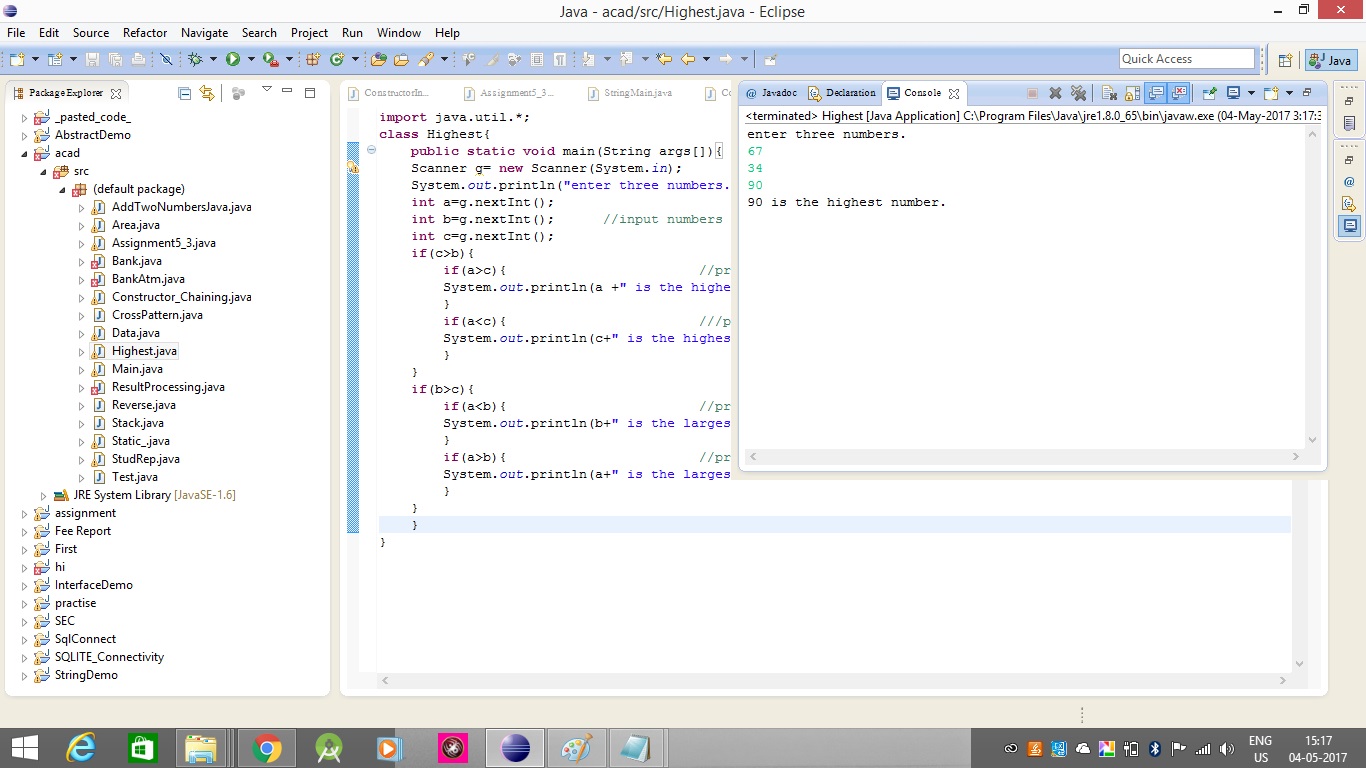 Java - acad/src/Highest.java - Eclipse
File Edit Source Refactor Navigate Search Project Run Window Help
Quick Access
Java
Package Explorer
_pasted_code_
AbstractDemo
acad
src
(default package)
AddTwoNumbersJava.java
Area.java
Assignment5_3.java
Bank.java
BankAtm.java
Constructor_Chaining.java
CrossPattern.java
Data.java
Highest.java
Main.java
ResultProcessing.java
Reverse.java
Stack.java
Static_.java
StudRep.java
Test.java
JRE System Library [JavaSE-1.6]
assignment
Fee Report
First
hi
InterfaceDemo
practise
SEC
SqlConnect
SQLITE_Connectivity
StringDemo
ConstructorIn... Assignment5_3... StringMain.java Co
import java.util.*;
class Highest{
public static void main(String args[]){
Scanner g= new Scanner(System.in);
System.out.println("enter three numbers.
int a=g.nextInt();
int b=g.nextInt(); //input numbers
int c=g.nextInt();
if(c>b){
if(a>c){ //pr
System.out.println(a +" is the highe
}
if(a<c){ ///p
System.out.println(c+" is the highes
}
}
if(b>c){
if(a<b){ //pr
System.out.println(b+" is the larges
}
if(a>b){ //pr
System.out.println(a+" is the larges
}
}
}
}
@ Javadoc Declaration Console
<terminated> Highest [Java Application] C:\Program Files\Java\jre1.8.0_65\bin\javaw.exe (04-May-2017 3:17:3
enter three numbers.
67
34
90
90 is the highest number.
ENG
US
15:17
04-05-2017